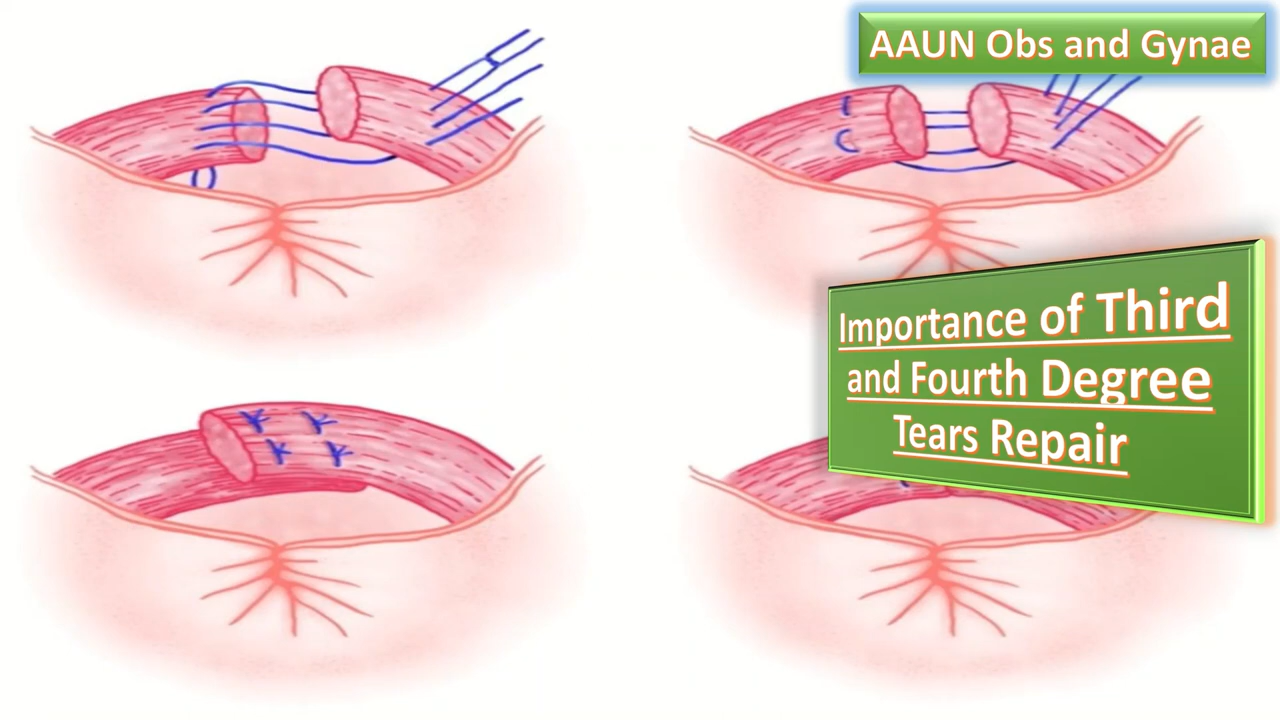 AAUN Obs and Gynae
Importance of Third
and Fourth Degree
Tears Repair